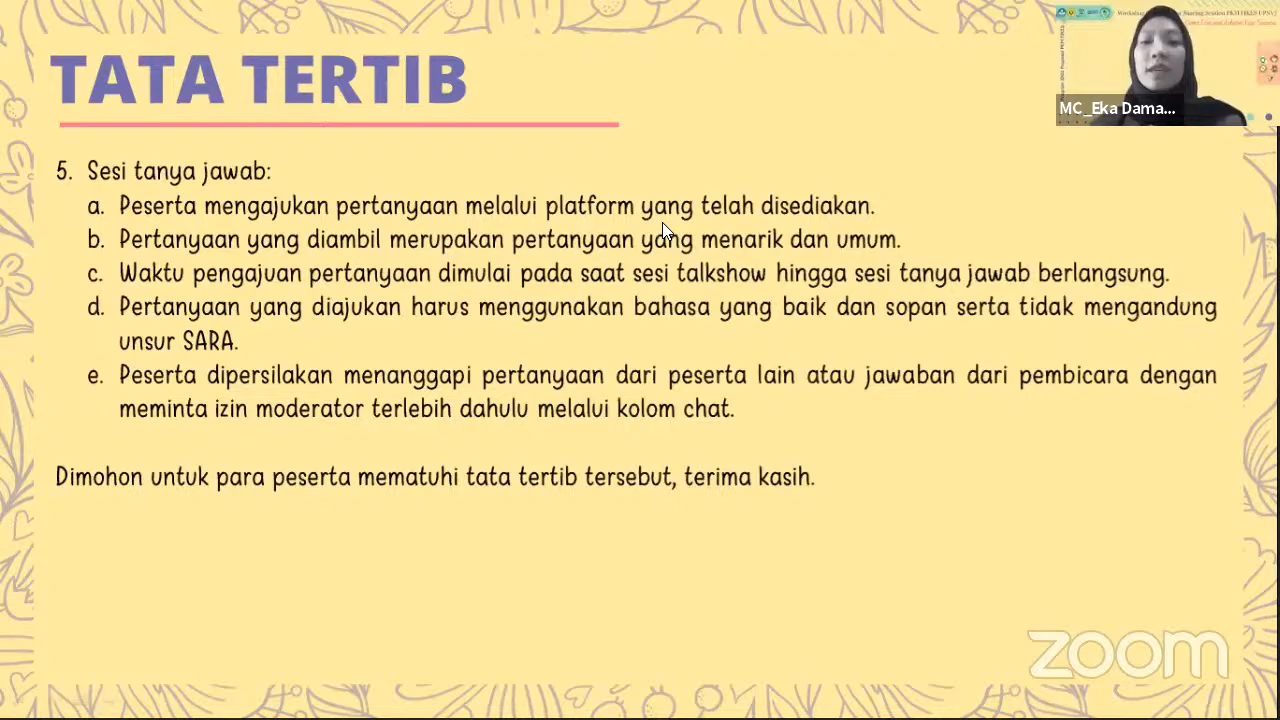 TATA TERTIB
MC_Eka Dama...
5. Sesi tanya jawab:
a. Peserta mengajukan pertanyaan melalui platform yang telah disediakan.
b. Pertanyaan yang diambil merupakan pertanyaan yang menarik dan umum.
c. Waktu pengajuan pertanyaan dimulai pada saat sesi talkshow hingga sesi tanya jawab berlangsung.
d. Pertanyaan yang diajukan harus menggunakan bahasa yang baik dan sopan serta tidak mengandung
unsur SARA.
e. Peserta dipersilakan menanggapi pertanyaan dari peserta lain atau jawaban dari pembicara dengan
meminta izin moderator terlebih dahulu melalui kolom chat.
Dimohon untuk para peserta mematuhi tata tertib tersebut, terima kasih.
zoom